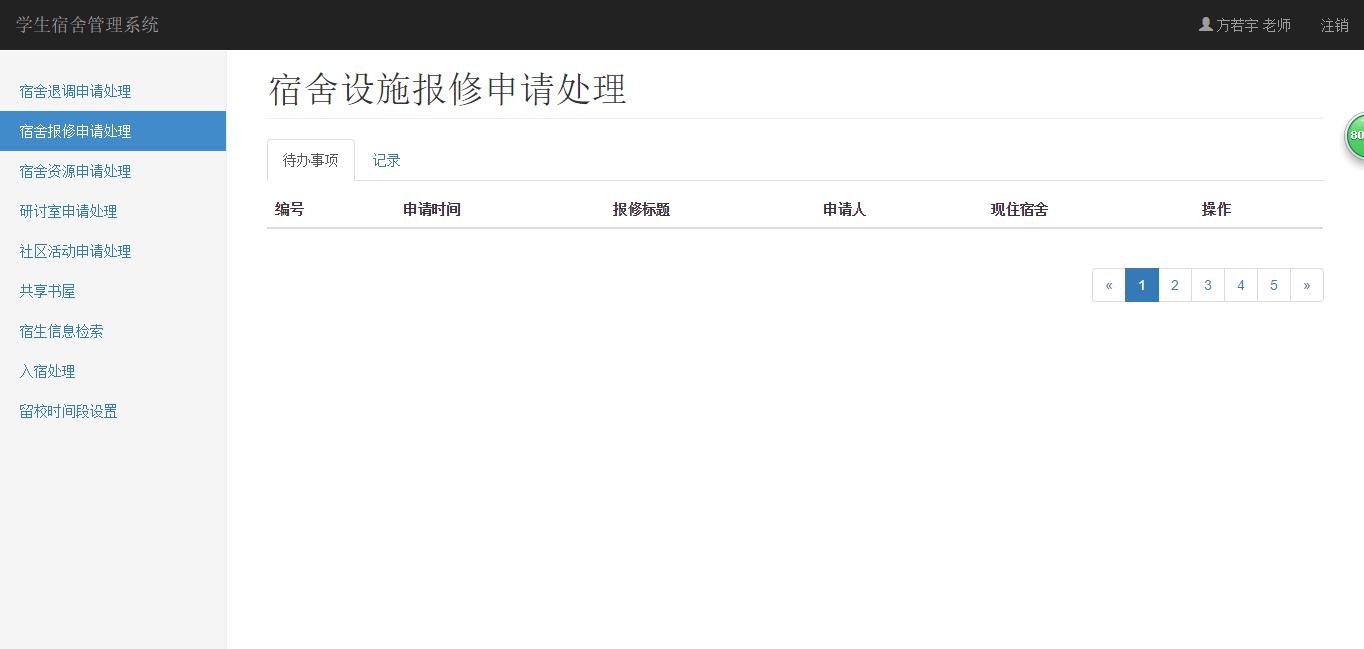 学生宿舍管理系统
方若宇 老师 注销
宿舍退调申请处理
宿舍报修申请处理
宿舍资源申请处理
研讨室申请处理
社区活动申请处理
共享书屋
宿生信息检索
入宿处理
留校时间段设置
宿舍设施报修申请处理
待办事项 记录
编号 申请时间 报修标题 申请人 现住宿舍 操作
« 1 2 3 4 5 »
80